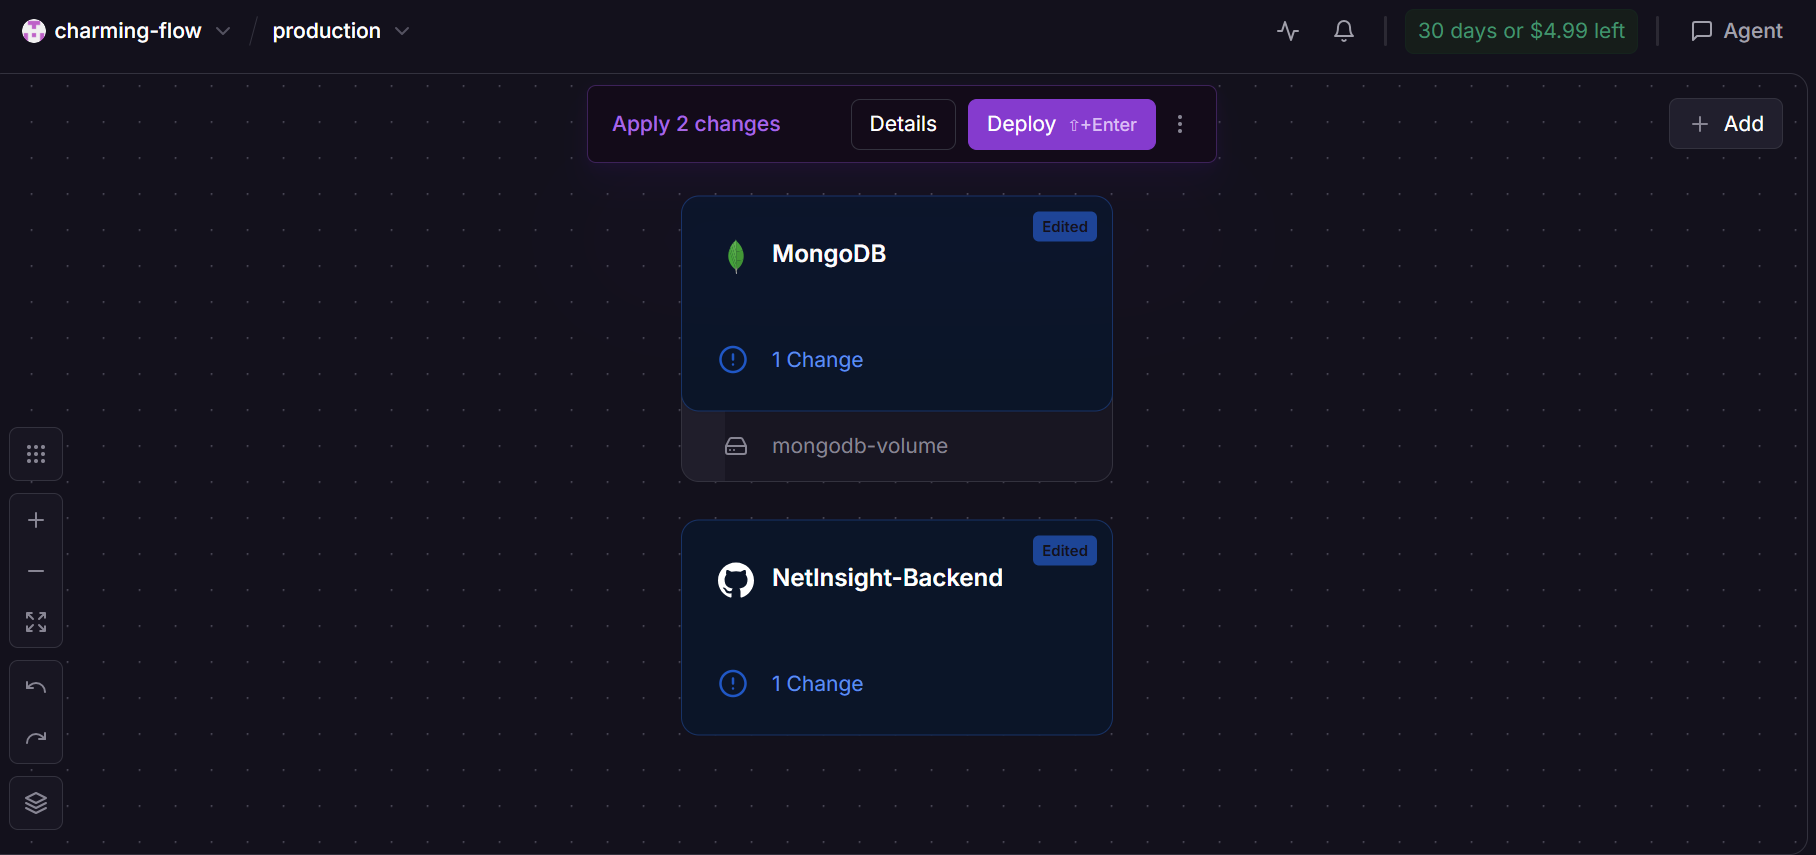 charming-flow / production
30 days or $4.99 left
Agent
Apply 2 changes
Details
Deploy ⇧+Enter
Add
Edited
MongoDB
1 Change
mongodb-volume
Edited
NetInsight-Backend
1 Change